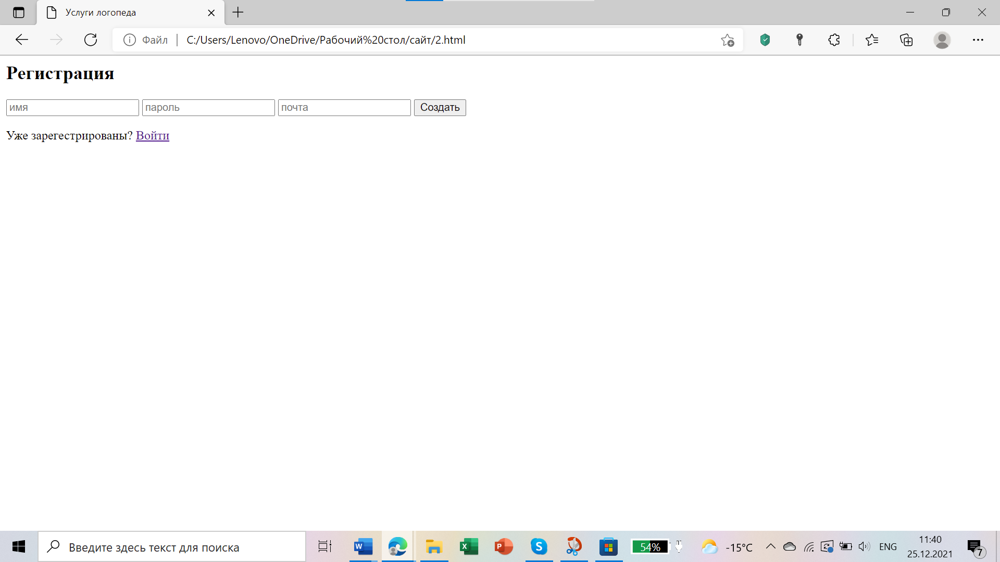 Услуги логопеда
Файл
C:/Users/Lenovo/OneDrive/Рабочий%20стол/сайт/2.html
Регистрация
имя пароль почта Создать
Уже зарегестрированы? Войти
Введите здесь текст для поиска
W
X
P
S
54%
-15°C
ENG
11:40
25.12.2021
7